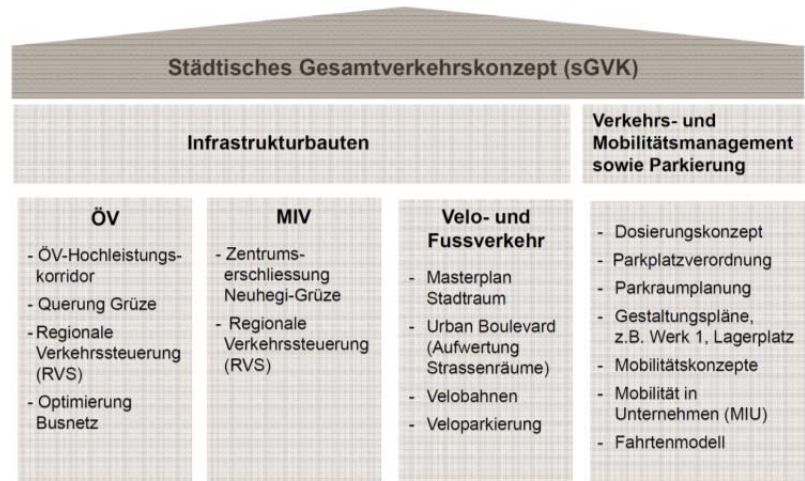 Städtisches Gesamtverkehrskonzept (sGVK)
Infrastrukturbauten
Verkehrs- und
Mobilitätsmanagement
sowie Parkierung
ÖV
- ÖV-Hochleistungs-
korridor
- Querung Grüze
- Regionale
Verkehrssteuerung
(RVS)
- Optimierung
Busnetz
MIV
- Zentrums-
erschliessung
Neuhegi-Grüze
- Regionale
Verkehrssteuerung
(RVS)
Velo- und
Fussverkehr
- Masterplan
Stadtraum
- Urban Boulevard
(Aufwertung
Strassenräume)
- Velobahnen
- Veloparkierung
- Dosierungskonzept
- Parkplatzverordnung
- Parkraumplanung
- Gestaltungspläne,
z.B. Werk 1, Lagerplatz
- Mobilitätskonzepte
- Mobilität in
Unternehmen (MIU)
- Fahrtenmodell